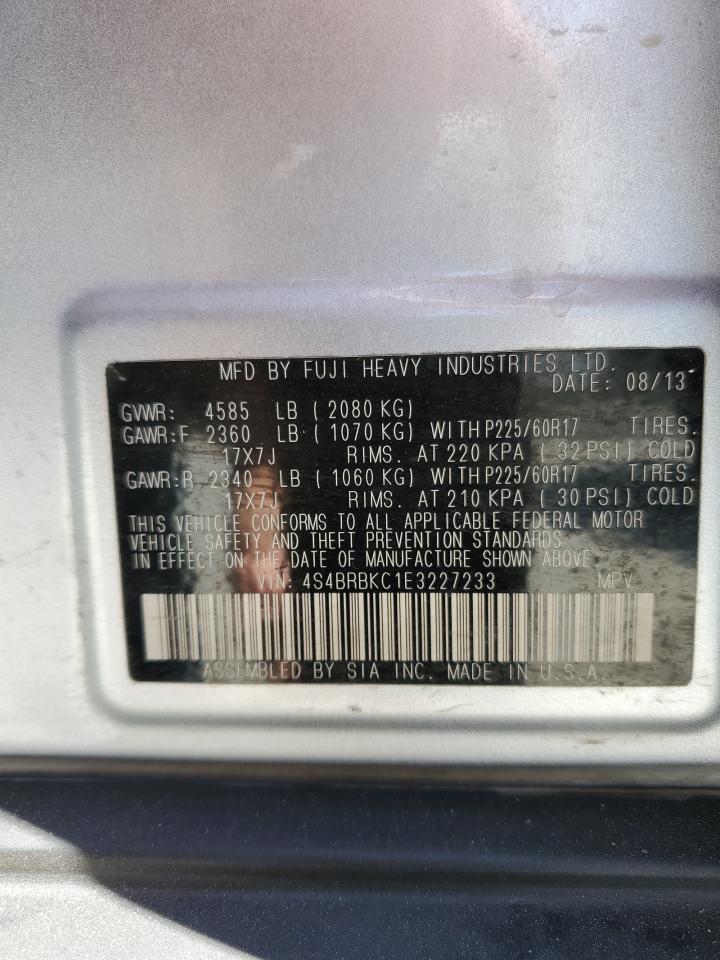 MFD BY FUJI HEAVY INDUSTRIES LTD.
DATE: 08/13
GVWR: 4585 LB ( 2080 KG)
GAWR:F 2360 LB ( 1070 KG) WITH P225/60R17 TIRES.
17X7J RIMS. AT 220 KPA ( 32 PSI) COLD
GAWR:R 2340 LB ( 1060 KG) WITH P225/60R17 TIRES.
17X7J RIMS. AT 210 KPA ( 30 PSI) COLD
THIS VEHICLE CONFORMS TO ALL APPLICABLE FEDERAL MOTOR
VEHICLE SAFETY AND THEFT PREVENTION STANDARDS
IN EFFECT ON THE DATE OF MANUFACTURE SHOWN ABOVE.
VIN: 4S4BRBKC1E3227233 MPV
ASSEMBLED BY SIA INC. MADE IN U.S.A.